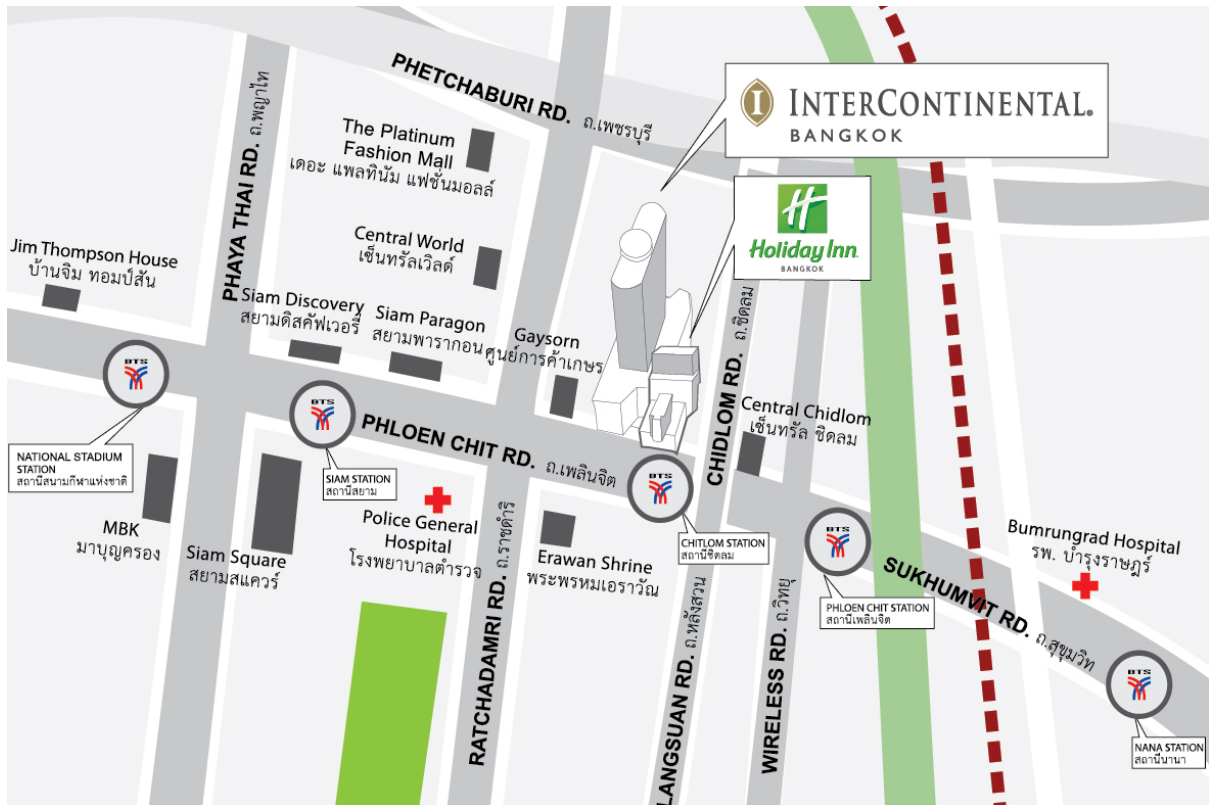 PHETCHABURI RD. ถ.เพชรบุรี
INTERCONTINENTAL®
BANGKOK
PHAYA THAI RD. ถ.พญาไท
The Platinum
Fashion Mall
เดอะ แพลทินัม แฟชั่นมอลล์
Holiday Inn
BANGKOK
Jim Thompson House
บ้านจิม ทอมป์สัน
Central World
เซ็นทรัลเวิลด์
Siam Discovery
สยามดิสคัฟเวอรี่
Siam Paragon
สยามพารากอน
Gaysorn
ศูนย์การค้าเกษร
CHIDLOM RD. ถ.ชิดลม
BTS
BTS
PHLOEN CHIT RD. ถ.เพลินจิต
Central Chidlom
เซ็นทรัล ชิดลม
NATIONAL STADIUM
STATION
สถานีสนามกีฬาแห่งชาติ
SIAM STATION
สถานีสยาม
BTS
BTS
MBK
มาบุญครอง
Siam Square
สยามสแควร์
Police General
Hospital
โรงพยาบาลตำรวจ
RATCHADAMRI RD. ถ.ราชดำริ
Erawan Shrine
พระพรหมเอราวัณ
CHITLOM STATION
สถานีชิดลม
Bumrungrad Hospital
รพ. บำรุงราษฎร์
LANGSUAN RD. ถ.หลังสวน
WIRELESS RD. ถ.วิทยุ
PHLOEN CHIT STATION
สถานีเพลินจิต
SUKHUMVIT RD. ถ.สุขุมวิท
BTS
NANA STATION
สถานีนานา